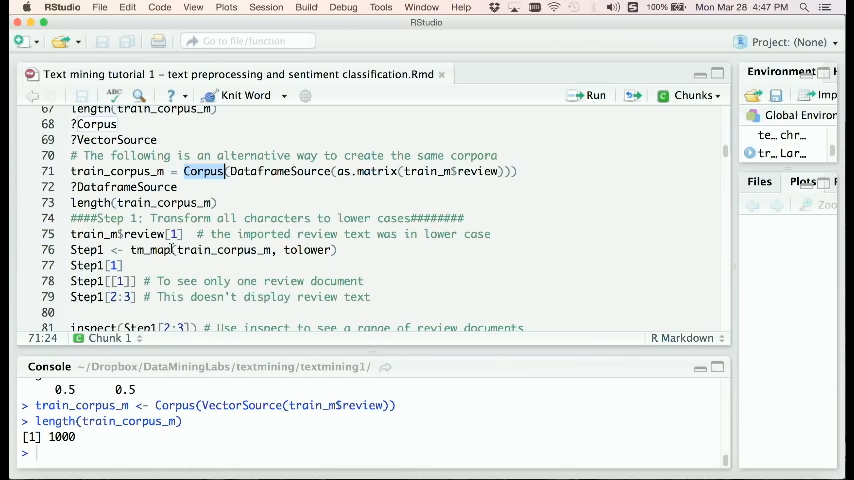 RStudio File Edit Code View Plots Session Build Debug Tools Window Help 100% Mon Mar 28 4:47 PM
RStudio
Go to file/function
Project: (None)
Text mining tutorial 1 – text preprocessing and sentiment classification.Rmd
ABC Knit Word Run Chunks
67 length(train_corpus_m)
68 ?Corpus
69 ?VectorSource
70 # The following is an alternative way to create the same corpora
71 train_corpus_m = Corpus(DataframeSource(as.matrix(train_m$review)))
72 ?DataframeSource
73 length(train_corpus_m)
74 ####Step 1: Transform all characters to lower cases########
75 train_m$review[1] # the imported review text was in lower case
76 Step1 <- tm_map(train_corpus_m, tolower)
77 Step1[1]
78 Step1[[1]] # To see only one review document
79 Step1[2:3] # This doesn't display review text
80
81 inspect(Step1[2:3]) # Use inspect to see a range of review documents
71:24 Chunk 1 R Markdown
Console ~/Dropbox/DataMiningLabs/textmining/textmining1/
0.5 0.5
> train_corpus_m <- Corpus(VectorSource(train_m$review))
> length(train_corpus_m)
[1] 1000
>
Environment
Imp
Global Enviror
te... chr...
tr... Lar...
Files Plots
Zoo